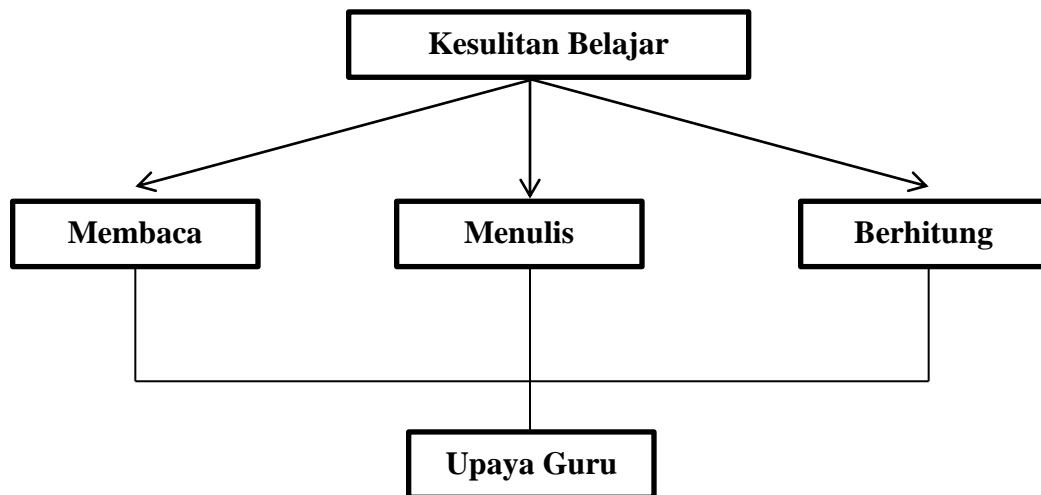 Kesulitan Belajar
Membaca
Menulis
Berhitung
Upaya Guru